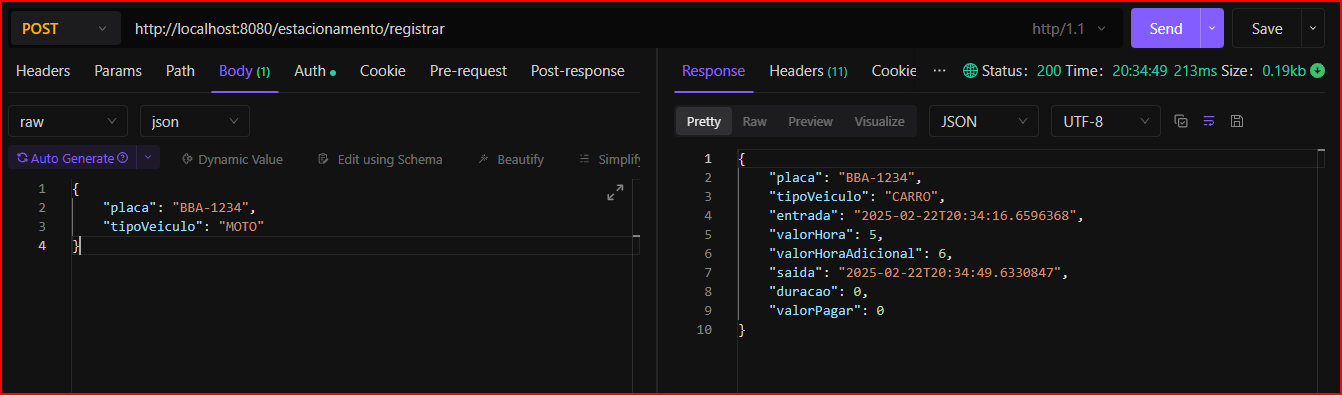 POST http://localhost:8080/estacionamento/registrar http/1.1 Send Save
Headers Params Path Body (1) Auth Cookie Pre-request Post-response
raw json
Auto Generate Dynamic Value Edit using Schema Beautify Simplify
1 {
2 "placa": "BBA-1234",
3 "tipoVeiculo": "MOTO"
4 }
Response Headers (11) Cookie ··· Status: 200 Time: 20:34:49 213ms Size: 0.19kb
Pretty Raw Preview Visualize JSON UTF-8
1 {
2 "placa": "BBA-1234",
3 "tipoVeiculo": "CARRO",
4 "entrada": "2025-02-22T20:34:16.6596368",
5 "valorHora": 5,
6 "valorHoraAdicional": 6,
7 "saida": "2025-02-22T20:34:49.6330847",
8 "duracao": 0,
9 "valorPagar": 0
10 }